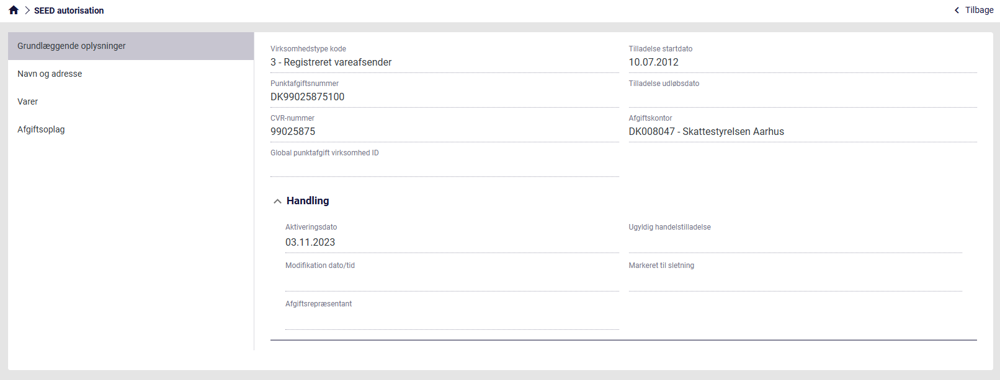 SEED autorisation
Tilbage
Grundlæggende oplysninger
Navn og adresse
Varer
Afgiftsoplag
Virksomhedstype kode
3 - Registreret vareafsender
Tilladelse startdato
10.07.2012
Punktafgiftsnummer
DK99025875100
Tilladelse udløbsdato
CVR-nummer
99025875
Afgiftskontor
DK008047 - Skattestyrelsen Aarhus
Global punktafgift virksomhed ID
Handling
Aktiveringsdato
03.11.2023
Ugyldig handelstilladelse
Modifikation dato/tid
Markeret til sletning
Afgiftsrepræsentant